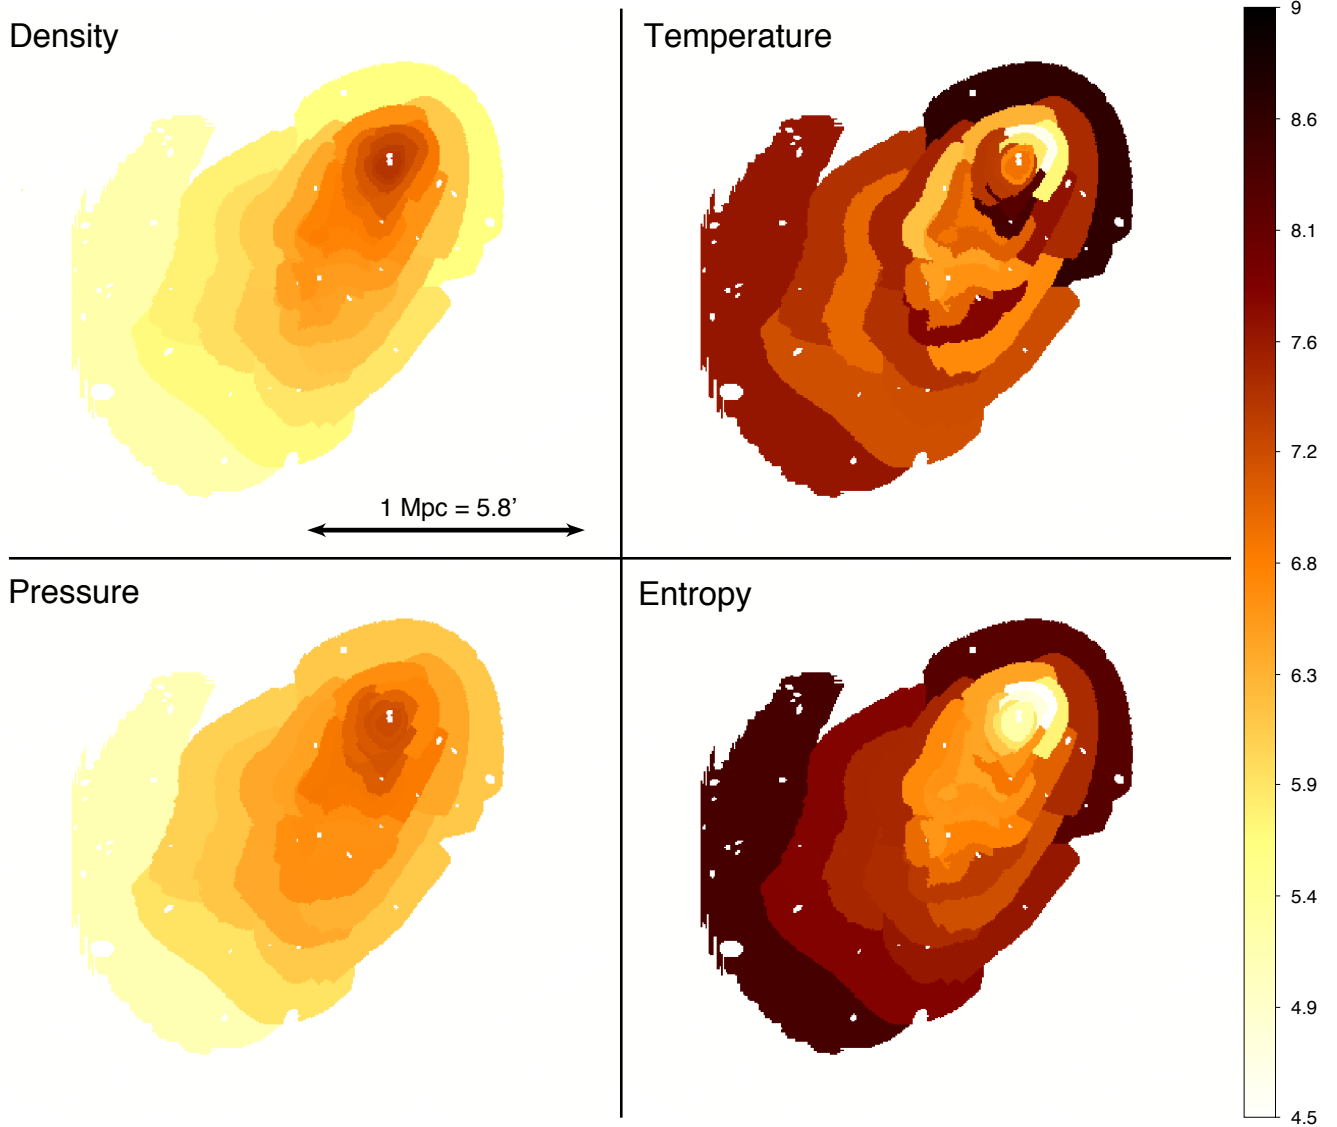 Density
Temperature
1 Mpc = 5.8’
Pressure
Entropy
9
8.6
8.1
7.6
7.2
6.8
6.3
5.9
5.4
4.9
4.5